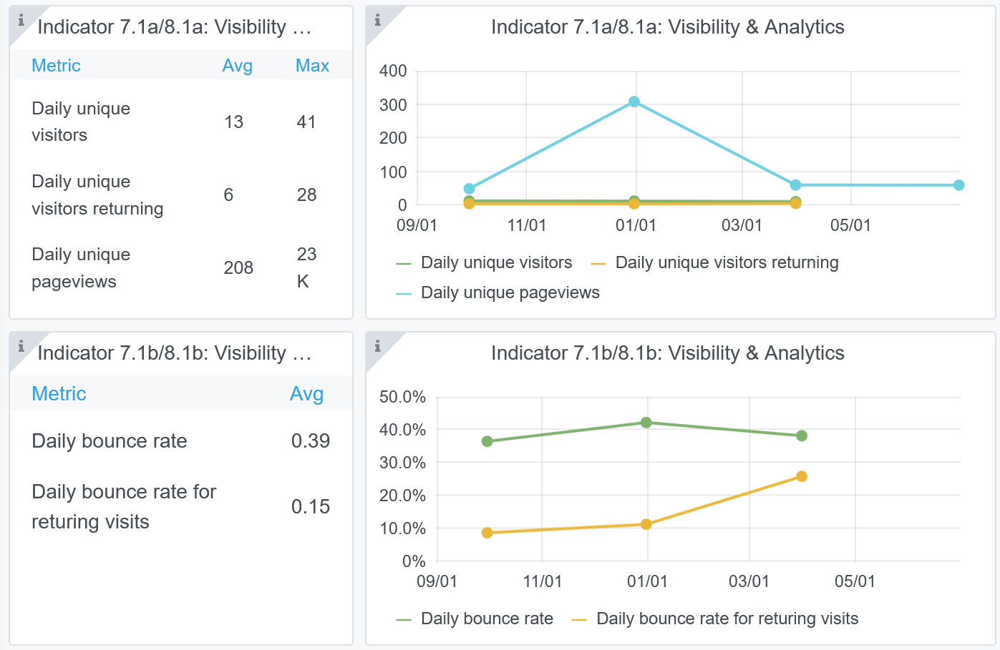 Indicator 7.1a/8.1a: Visibility …
Metric Avg Max
Daily unique
visitors
13 41
Daily unique
visitors returning
6 28
Daily unique
pageviews
208 23
K
Indicator 7.1a/8.1a: Visibility & Analytics
400
300
200
100
0
09/01 11/01 01/01 03/01 05/01
Daily unique visitors Daily unique visitors returning
Daily unique pageviews
Indicator 7.1b/8.1b: Visibility …
Metric Avg
Daily bounce rate 0.39
Daily bounce rate for
returing visits
0.15
Indicator 7.1b/8.1b: Visibility & Analytics
50.0%
40.0%
30.0%
20.0%
10.0%
0%
09/01 11/01 01/01 03/01 05/01
Daily bounce rate Daily bounce rate for returing visits